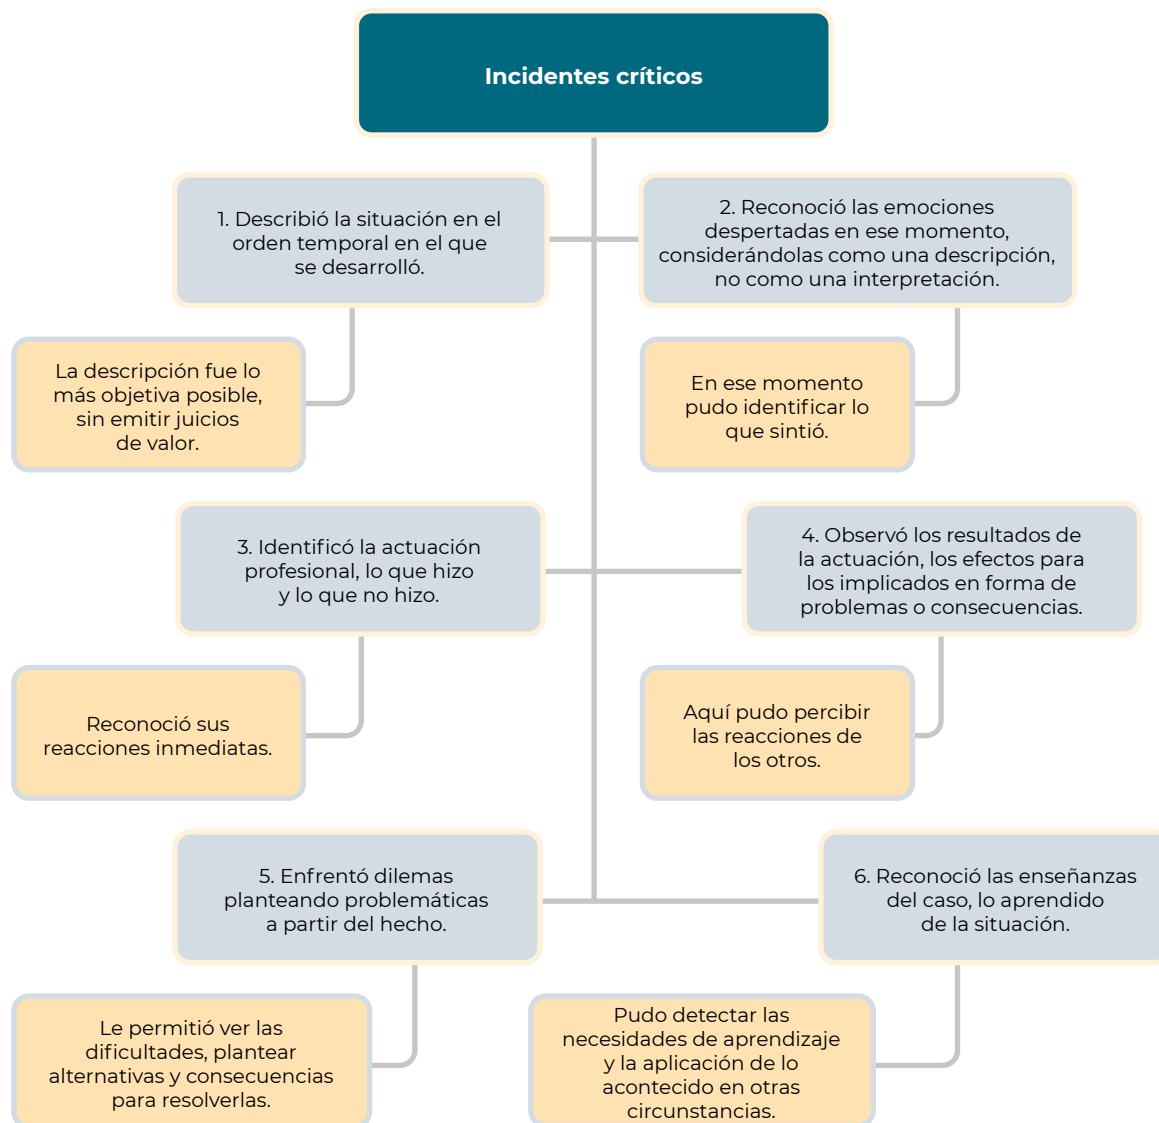 Incidentes críticos
1. Describió la situación en el
orden temporal en el que
se desarrolló.
2. Reconoció las emociones
despertadas en ese momento,
considerándolas como una descripción,
no como una interpretación.
La descripción fue lo
más objetiva posible,
sin emitir juicios
de valor.
En ese momento
pudo identificar lo
que sintió.
3. Identificó la actuación
profesional, lo que hizo
y lo que no hizo.
4. Observó los resultados de
la actuación, los efectos para
los implicados en forma de
problemas o consecuencias.
Reconoció sus
reacciones inmediatas.
Aquí pudo percibir
las reacciones de
los otros.
5. Enfrentó dilemas
planteando problemáticas
a partir del hecho.
6. Reconoció las enseñanzas
del caso, lo aprendido
de la situación.
Le permitió ver las
dificultades, plantear
alternativas y consecuencias
para resolverlas.
Pudo detectar las
necesidades de aprendizaje
y la aplicación de lo
acontecido en otras
circunstancias.